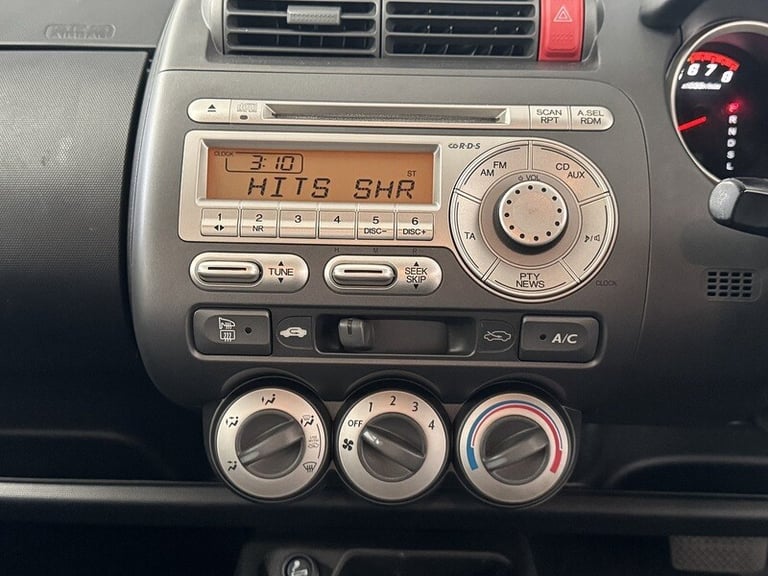 AIRBAG
SCAN
RPT
A.SEL
RDM
R·D·S
CLOCK
3:10
ST
HITS SHR
1
2
NR
3
4
5
DISC-
6
DISC+
FM
AM
CD
AUX
VOL
TA
PTY
NEWS
CLOCK
TUNE
H M R
SEEK
SKIP
A/C
OFF 1 2 3 4
6 7 8
P
R
N
D
S
L